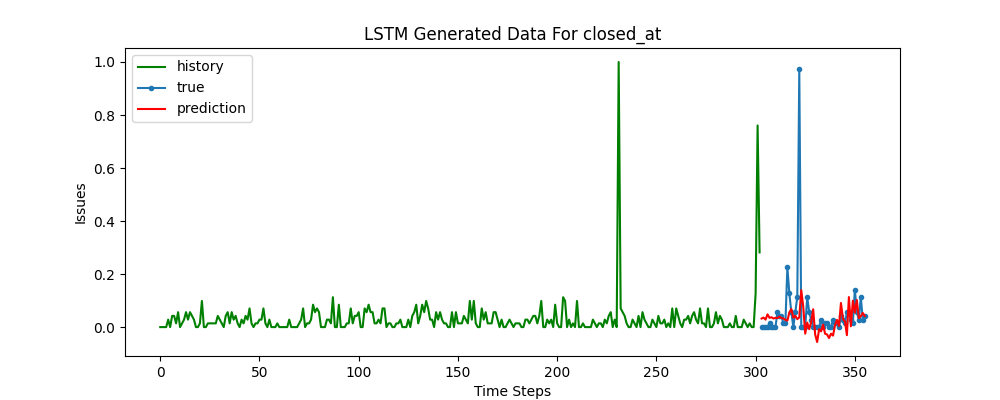 LSTM Generated Data For closed_at
history
true
prediction
1.0
0.8
0.6
0.4
0.2
0.0
Issues
0 50 100 150 200 250 300 350
Time Steps